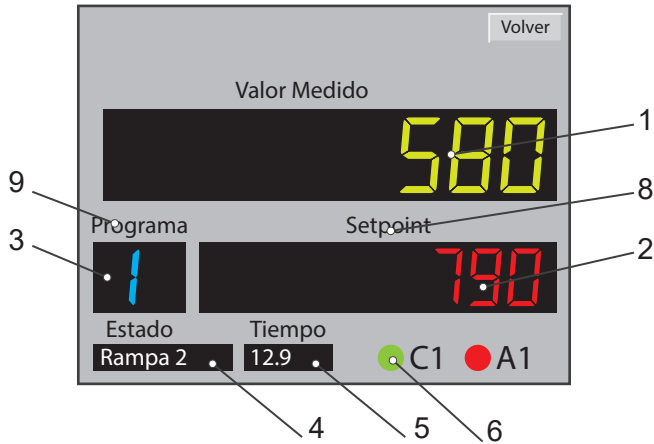 Volver
Valor Medido
580
1
9
8
Programa
Setpoint
3
1
790
2
Estado
Tiempo
Rampa 2
12.9
C1
A1
4
5
6